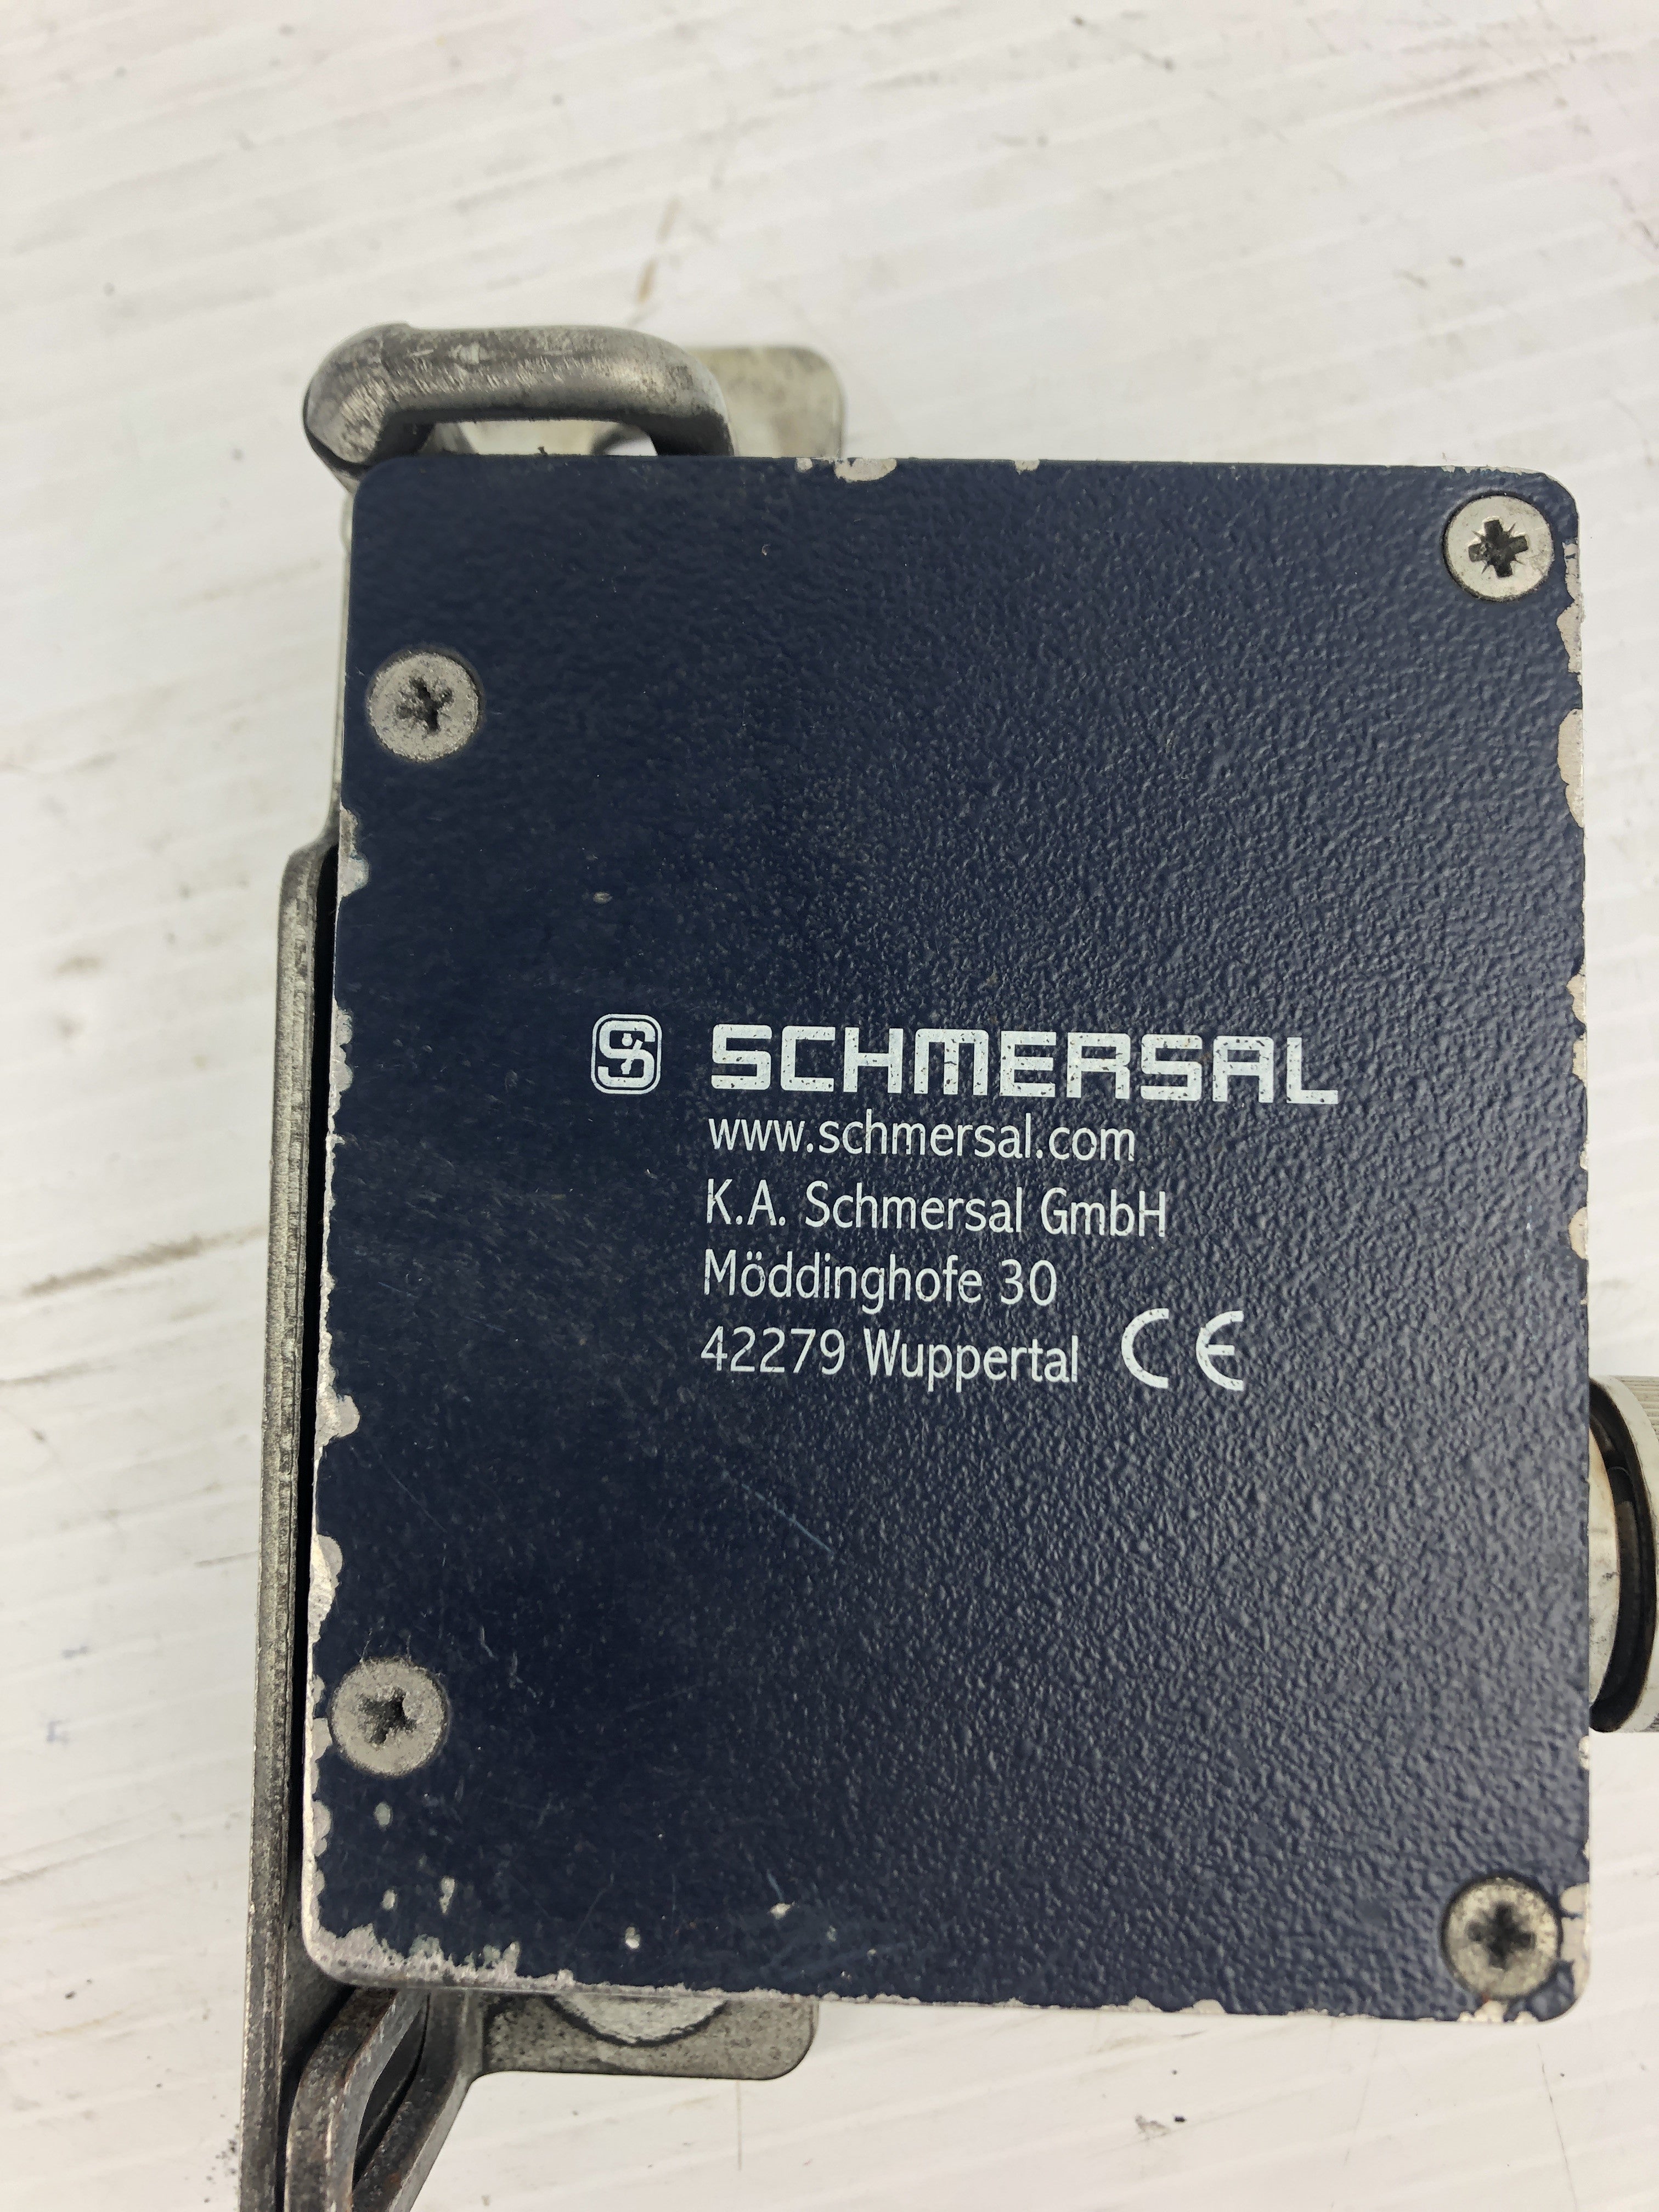 S SCHMERSAL
www.schmersal.com
K.A. Schmersal GmbH
Möddinghofe 30
42279 Wuppertal CE